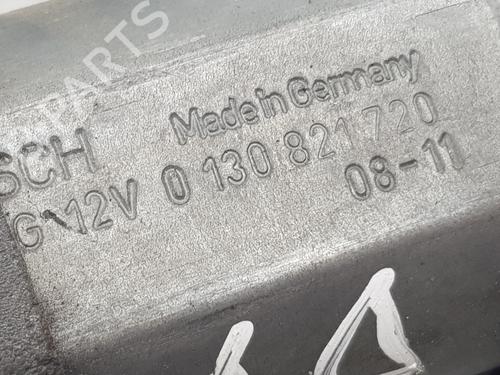 Made in Germany
SCH
G 12V 0 130 821 720
08-11
PARTS